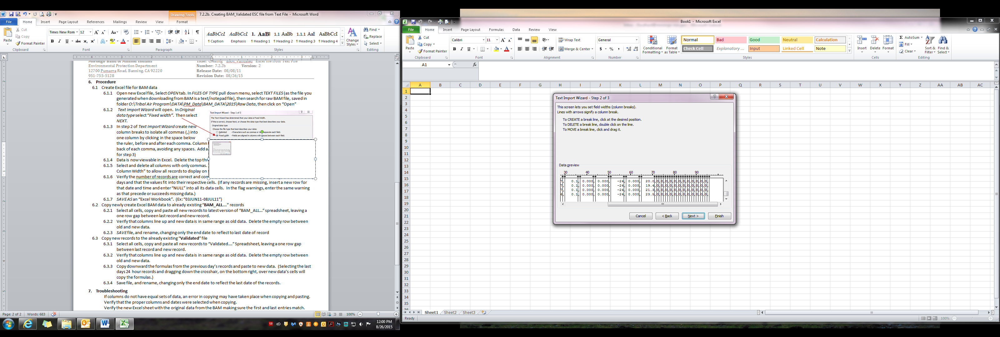 Drawing Tools
7.2.2b. Creating BAM_Validated ESC file from Text File - Microsoft Word
File Home Insert Page Layout References Mailings Review View Format
Cut
Copy
Format Painter
Paste
Times New Rom 12
AaBbCcI AaBbCcI 1. AaBl 1.1 AaBb 1.1.1 AaE AaBbCcI
¶ Caption Emphasis ¶ Heading 1 ¶ Heading 2 ¶ Heading 3 ¶ Heading 4
Change Styles
Find
Replace
Select
Clipboard Font Paragraph Styles Editing
Morongo Band of Mission Indians Title: Creating BAM_Validated Excel file from Text File
Environmental Protection Department Number: 7.2.2b Version: 2
12700 Pumarra Road, Banning, CA 92220 Release Date: 08/08/11
951-755-5128 Revision Date: 08/26/15
6. Procedure
6.1 Create Excel file for BAM data
6.1.1 Open new Excel file, Select OPEN tab. In FILES OF TYPE pull down menu, select TEXT FILES (as the file you
generated when downloading from BAM is a text/notepad file), then search for raw BAM file, saved in
folder O:\Tribal Air Program\DATA\PM_Data\BAM_DATA\2015\Raw Data, then click on “Open”
6.1.2 Text Import Wizard will open. In Original
data type select “Fixed width”. Then select
NEXT.
6.1.3 In step 2 of Text Import Wizard create new
column breaks to isolate all commas (,) into
one column by clicking in the space below
the ruler, before and after each comma. Column
back of each comma, avoiding any spaces. Add a
for step 3)
Text Import Wizard - Step 1 of 3
The Text Wizard has determined that your data is Fixed Width.
If this is correct, choose Next, or choose the data type that best describes your data.
Original data type
Choose the file type that best describes your data:
Delimited - Characters such as commas or separate each field.
Fixed width - Fields are aligned in columns with spaces between each field.
6.1.4 Data is now viewable in Excel. Delete the top
6.1.5 Select and delete all columns with only commas.
Column Width” to allow all records to display on
6.1.6 Verify the number of records are correct and
days and that the values fit into their respective cells. (If any records are missing, insert a new row for
that date and time and enter “NULL” into all its data cells. In the flag warnings, enter the same warning
as that precede or succeeds missing data.)
6.1.7 SAVE AS an “Excel Workbook”. (Ex: “03JUN11-08JUL11”)
6.2 Copy newly create Excel BAM data to already existing “BAM_ALL....” records
6.2.1 Select all cells, copy and paste all new records to latest version of “BAM_ALL...” spreadsheet, leaving a
one row gap between last record and new record.
6.2.2 Verify that columns line up and new data is in same range as old data. Delete the empty row between
old and new data.
6.2.3 SAVE file, and rename, changing only the end date to reflect to last date of record
6.3 Copy new records to the already existing “Validated” file
6.3.1 Select all cells, copy and paste all new records to “Validated....” Spreadsheet, leaving a one row gap
between last record and new record.
6.3.2 Verify that columns line up and new data is in same range as old data. Delete the empty row between
old and new data.
6.3.3 Copy downward the formulas from the previous day’s records and paste to new data. (Selecting the last
days 24 hour records and dragging down the crosshair, on the bottom right, over new data’s cells will
copy the formulas.)
6.3.4 Save file, and rename, changing only the end date to reflect the last date of the records.
7. Troubleshooting
If columns do not have equal sets of data, an error in copying may have taken place when copying and pasting.
Verify that the proper columns and dates were selected when copying.
Verify the new Excel sheet with the original data from the BAM making sure the first and last entries match.
Page: 2 of 2 Words: 683 100%
12:00 PM
8/26/2015
Book1 - Microsoft Excel
File Home Insert Page Layout Formulas Data Review View
Cut
Copy
Format Painter
Paste
Calibri 11
Wrap Text
Merge & Center
General
$ % ,
Conditional Formatting
Format as Table
Normal Bad Good Neutral Calculation
Check Cell Explanatory ... Input Linked Cell Note
Insert Delete Format
AutoSum
Fill
Clear
Sort & Filter
Find & Select
Clipboard Font Alignment Number Styles Cells Editing
A1 fx
A B C D E F G H I J K L M N O P Q R S T U V W X Y Z AA AB AC
1
2
3
4
5
6
7
8
9
10
11
12
13
14
15
16
17
18
19
20
21
22
23
24
25
26
27
28
29
30
31
32
33
34
35
Text Import Wizard - Step 2 of 3
This screen lets you set field widths (column breaks).
Lines with arrows signify a column break.
To CREATE a break line, click at the desired position.
To DELETE a break line, double click on the line.
To MOVE a break line, click and drag it.
Data preview
30 40 50 60 70 80 90
7, 0.1, 0.000, 0.000, -24, 0.000, 20.0,0,0,0,0,0,0,0,0,0,0,0,0,
7, 0.1, 0.000, 0.000, -24, 0.000, 19.4,0,0,0,0,0,0,0,0,0,0,0,0,
7, 0.1, 0.000, 0.000, -24, 0.000, 21.3,0,0,0,0,0,0,0,0,0,0,0,0,
6, 0.1, 0.000, 0.000, -24, 0.000, 23.5,0,0,0,0,0,0,0,0,0,0,0,0,
Cancel < Back Next > Finish
Sheet1 Sheet2 Sheet3
Ready 100%